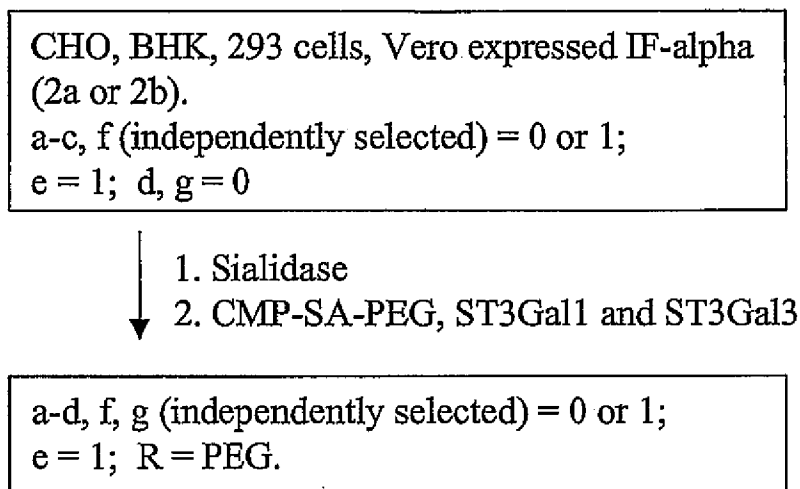 CHO, BHK, 293 cells, Vero expressed IF-alpha
(2a or 2b).
a-c, f (independently selected) = 0 or 1;
e = 1; d, g = 0
1. Sialidase
2. CMP-SA-PEG, ST3Gal1 and ST3Gal3
a-d, f, g (independently selected) = 0 or 1;
e = 1; R = PEG.